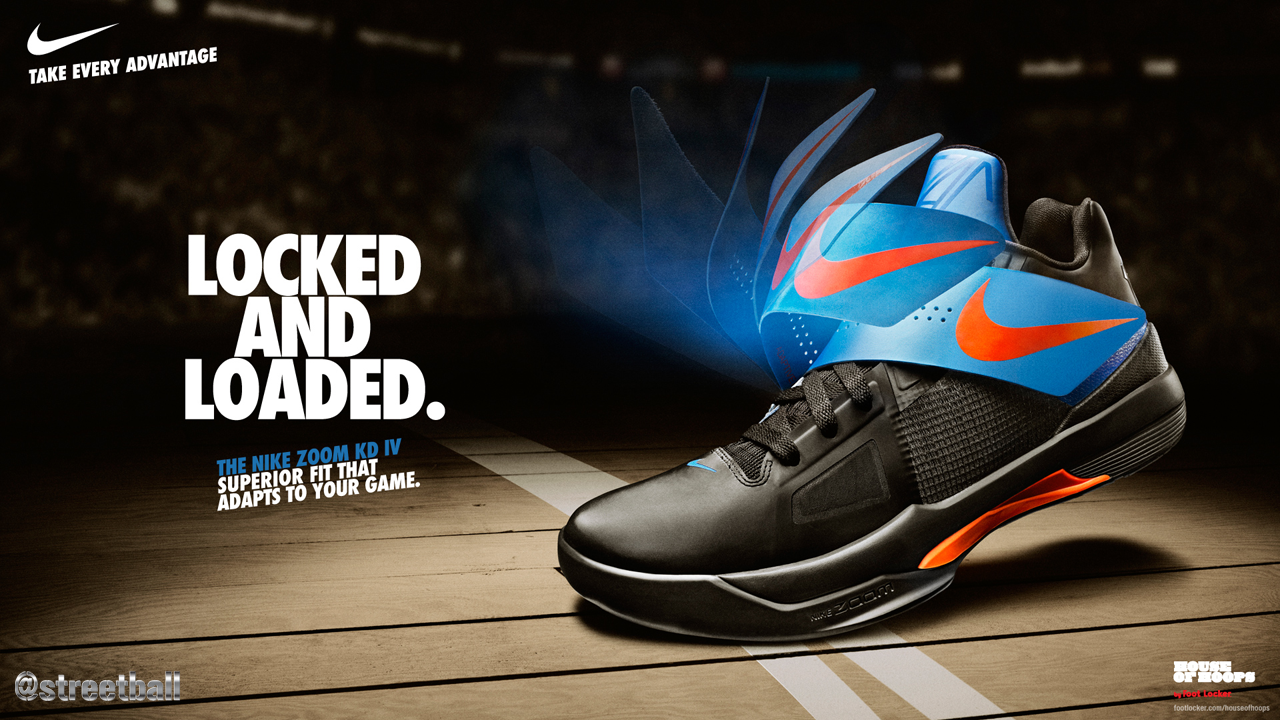 TAKE EVERY ADVANTAGE
LOCKED
AND
LOADED.
THE NIKE ZOOM KD IV
SUPERIOR FIT THAT
ADAPTS TO YOUR GAME.
NIKE ZOOM
@streetball
HOUSE
OF HOOPS
by Foot Locker
footlocker.com/houseofhoops